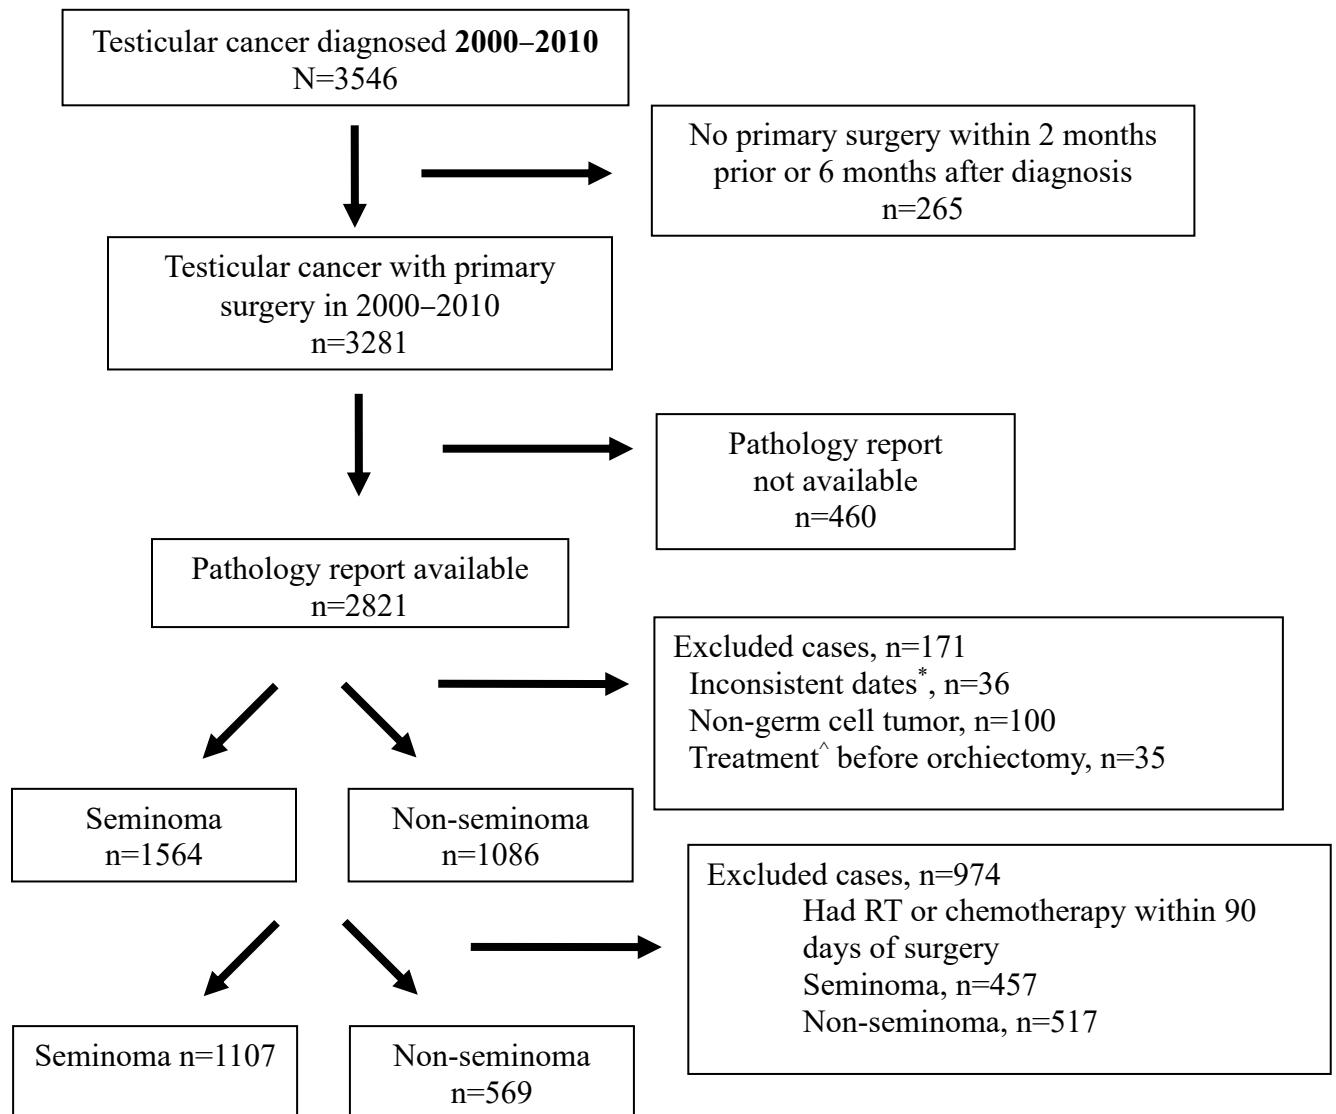 Testicular cancer diagnosed 2000–2010
N=3546
No primary surgery within 2 months
prior or 6 months after diagnosis
n=265
Testicular cancer with primary
surgery in 2000–2010
n=3281
Pathology report
not available
n=460
Pathology report available
n=2821
Excluded cases, n=171
Inconsistent dates*, n=36
Non-germ cell tumor, n=100
Treatment^ before orchiectomy, n=35
Seminoma
n=1564
Non-seminoma
n=1086
Excluded cases, n=974
Had RT or chemotherapy within 90
days of surgery
Seminoma, n=457
Non-seminoma, n=517
Seminoma n=1107
Non-seminoma
n=569